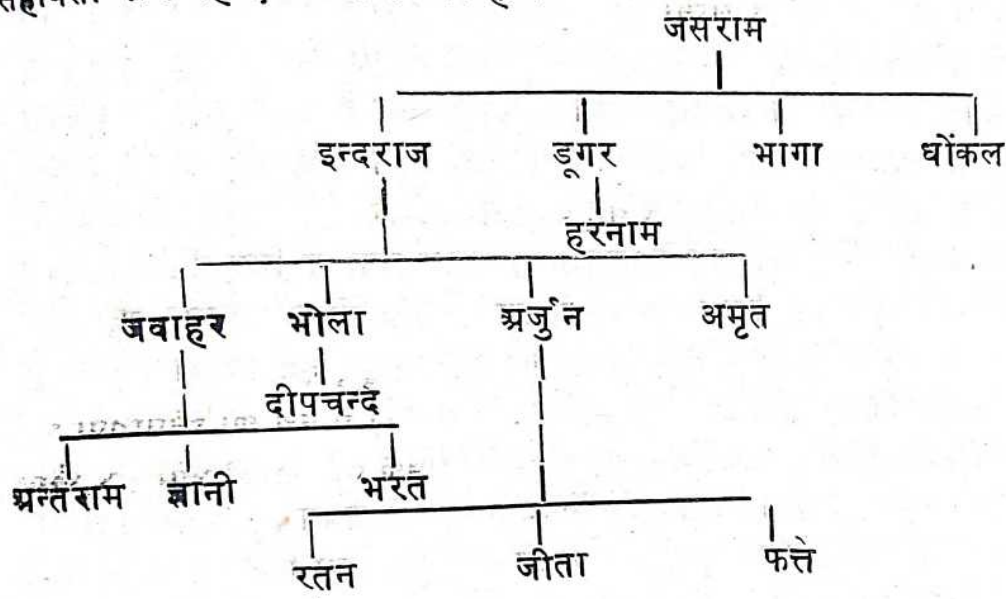 जसराम
इन्दराज डूगर भागा धोंकल
हरनाम
जवाहर भोला अर्जुन अमृत
दीपचन्द
अन्तराम ज्ञानी भरत
रतन जीता फत्ते